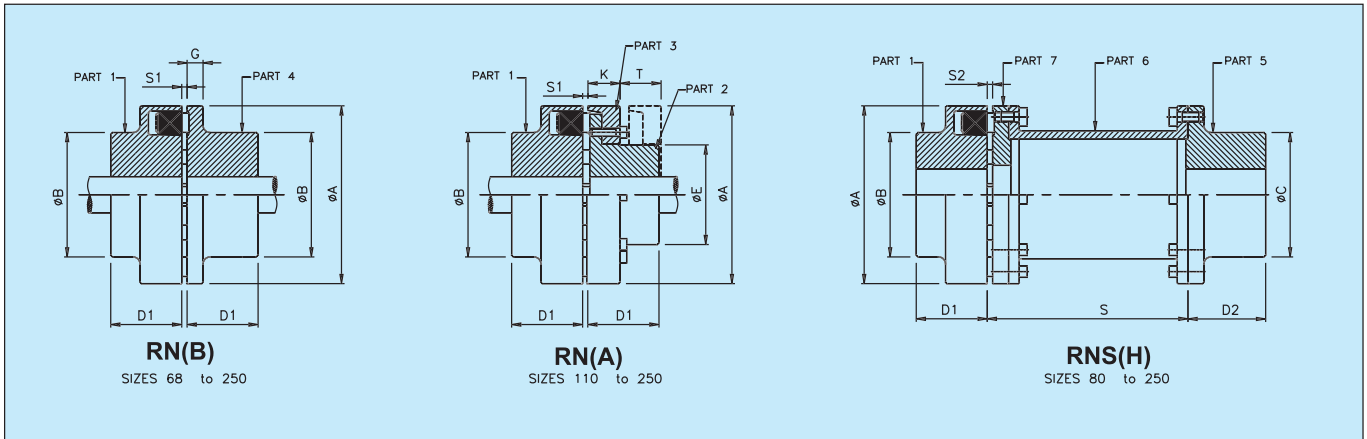 G
S1
PART 1
PART 4
øB
øB
øA
D1
D1
RN(B)
SIZES 68 to 250
PART 3
K
T
S1
PART 1
PART 2
øB
øE
øA
D1
D1
RN(A)
SIZES 110 to 250
PART 1
S2
PART 7
PART 6
PART 5
øA
øB
øC
D1
S
D2
RNS(H)
SIZES 80 to 250